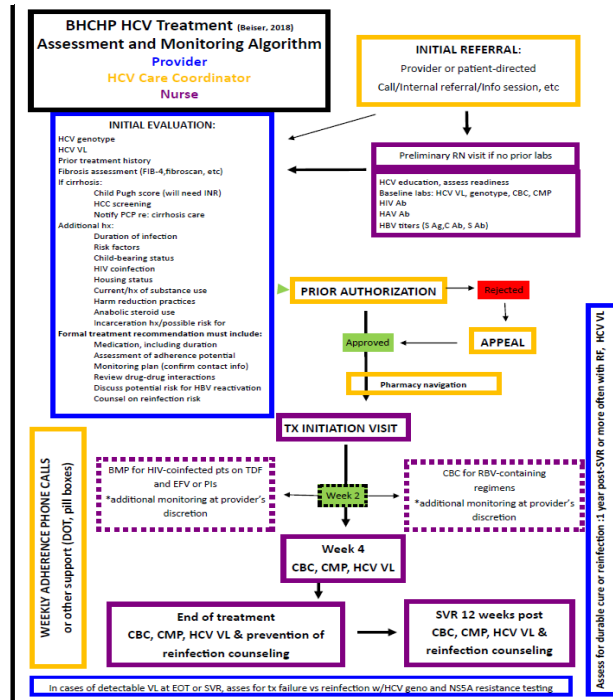 BHCHP HCV Treatment (Beiser, 2018)
Assessment and Monitoring Algorithm
Provider
HCV Care Coordinator
Nurse
INITIAL REFERRAL:
Provider or patient-directed
Call/Internal referral/Info session, etc
INITIAL EVALUATION:
HCV genotype
HCV VL
Prior treatment history
Fibrosis assessment (FIB-4,fibroscan, etc)
If cirrhosis:
Child Pugh score (will need INR)
HCC screening
Notify PCP re: cirrhosis care
Additional hx:
Duration of infection
Risk factors
Child-bearing status
HIV coinfection
Housing status
Current/hx of substance use
Harm reduction practices
Anabolic steroid use
Incarceration hx/possible risk for
Formal treatment recommendation must include:
Medication, including duration
Assessment of adherence potential
Monitoring plan (confirm contact info)
Review drug-drug interactions
Discuss potential risk for HBV reactivation
Counsel on reinfection risk
Preliminary RN visit if no prior labs
HCV education, assess readiness
Baseline labs: HCV VL, genotype, CBC, CMP
HIV Ab
HAV Ab
HBV titers (S Ag,C Ab, S Ab)
PRIOR AUTHORIZATION
Rejected
Approved
APPEAL
Pharmacy navigation
TX INITIATION VISIT
BMP for HIV-coinfected pts on TDF
and EFV or PIs
*additional monitoring at provider's
discretion
Week 2
CBC for RBV-containing
regimens
*additional monitoring at provider's
discretion
Week 4
CBC, CMP, HCV VL
End of treatment
CBC, CMP, HCV VL & prevention of
reinfection counseling
SVR 12 weeks post
CBC, CMP, HCV VL &
reinfection counseling
WEEKLY ADHERENCE PHONE CALLS
or other support (DOT, pill boxes)
Assess for durable cure or reinfection :1 year post-SVR or more often with RF, HCV VL
In cases of detectable VL at EOT or SVR, asses for tx failure vs reinfection w/HCV geno and NS5A resistance testing